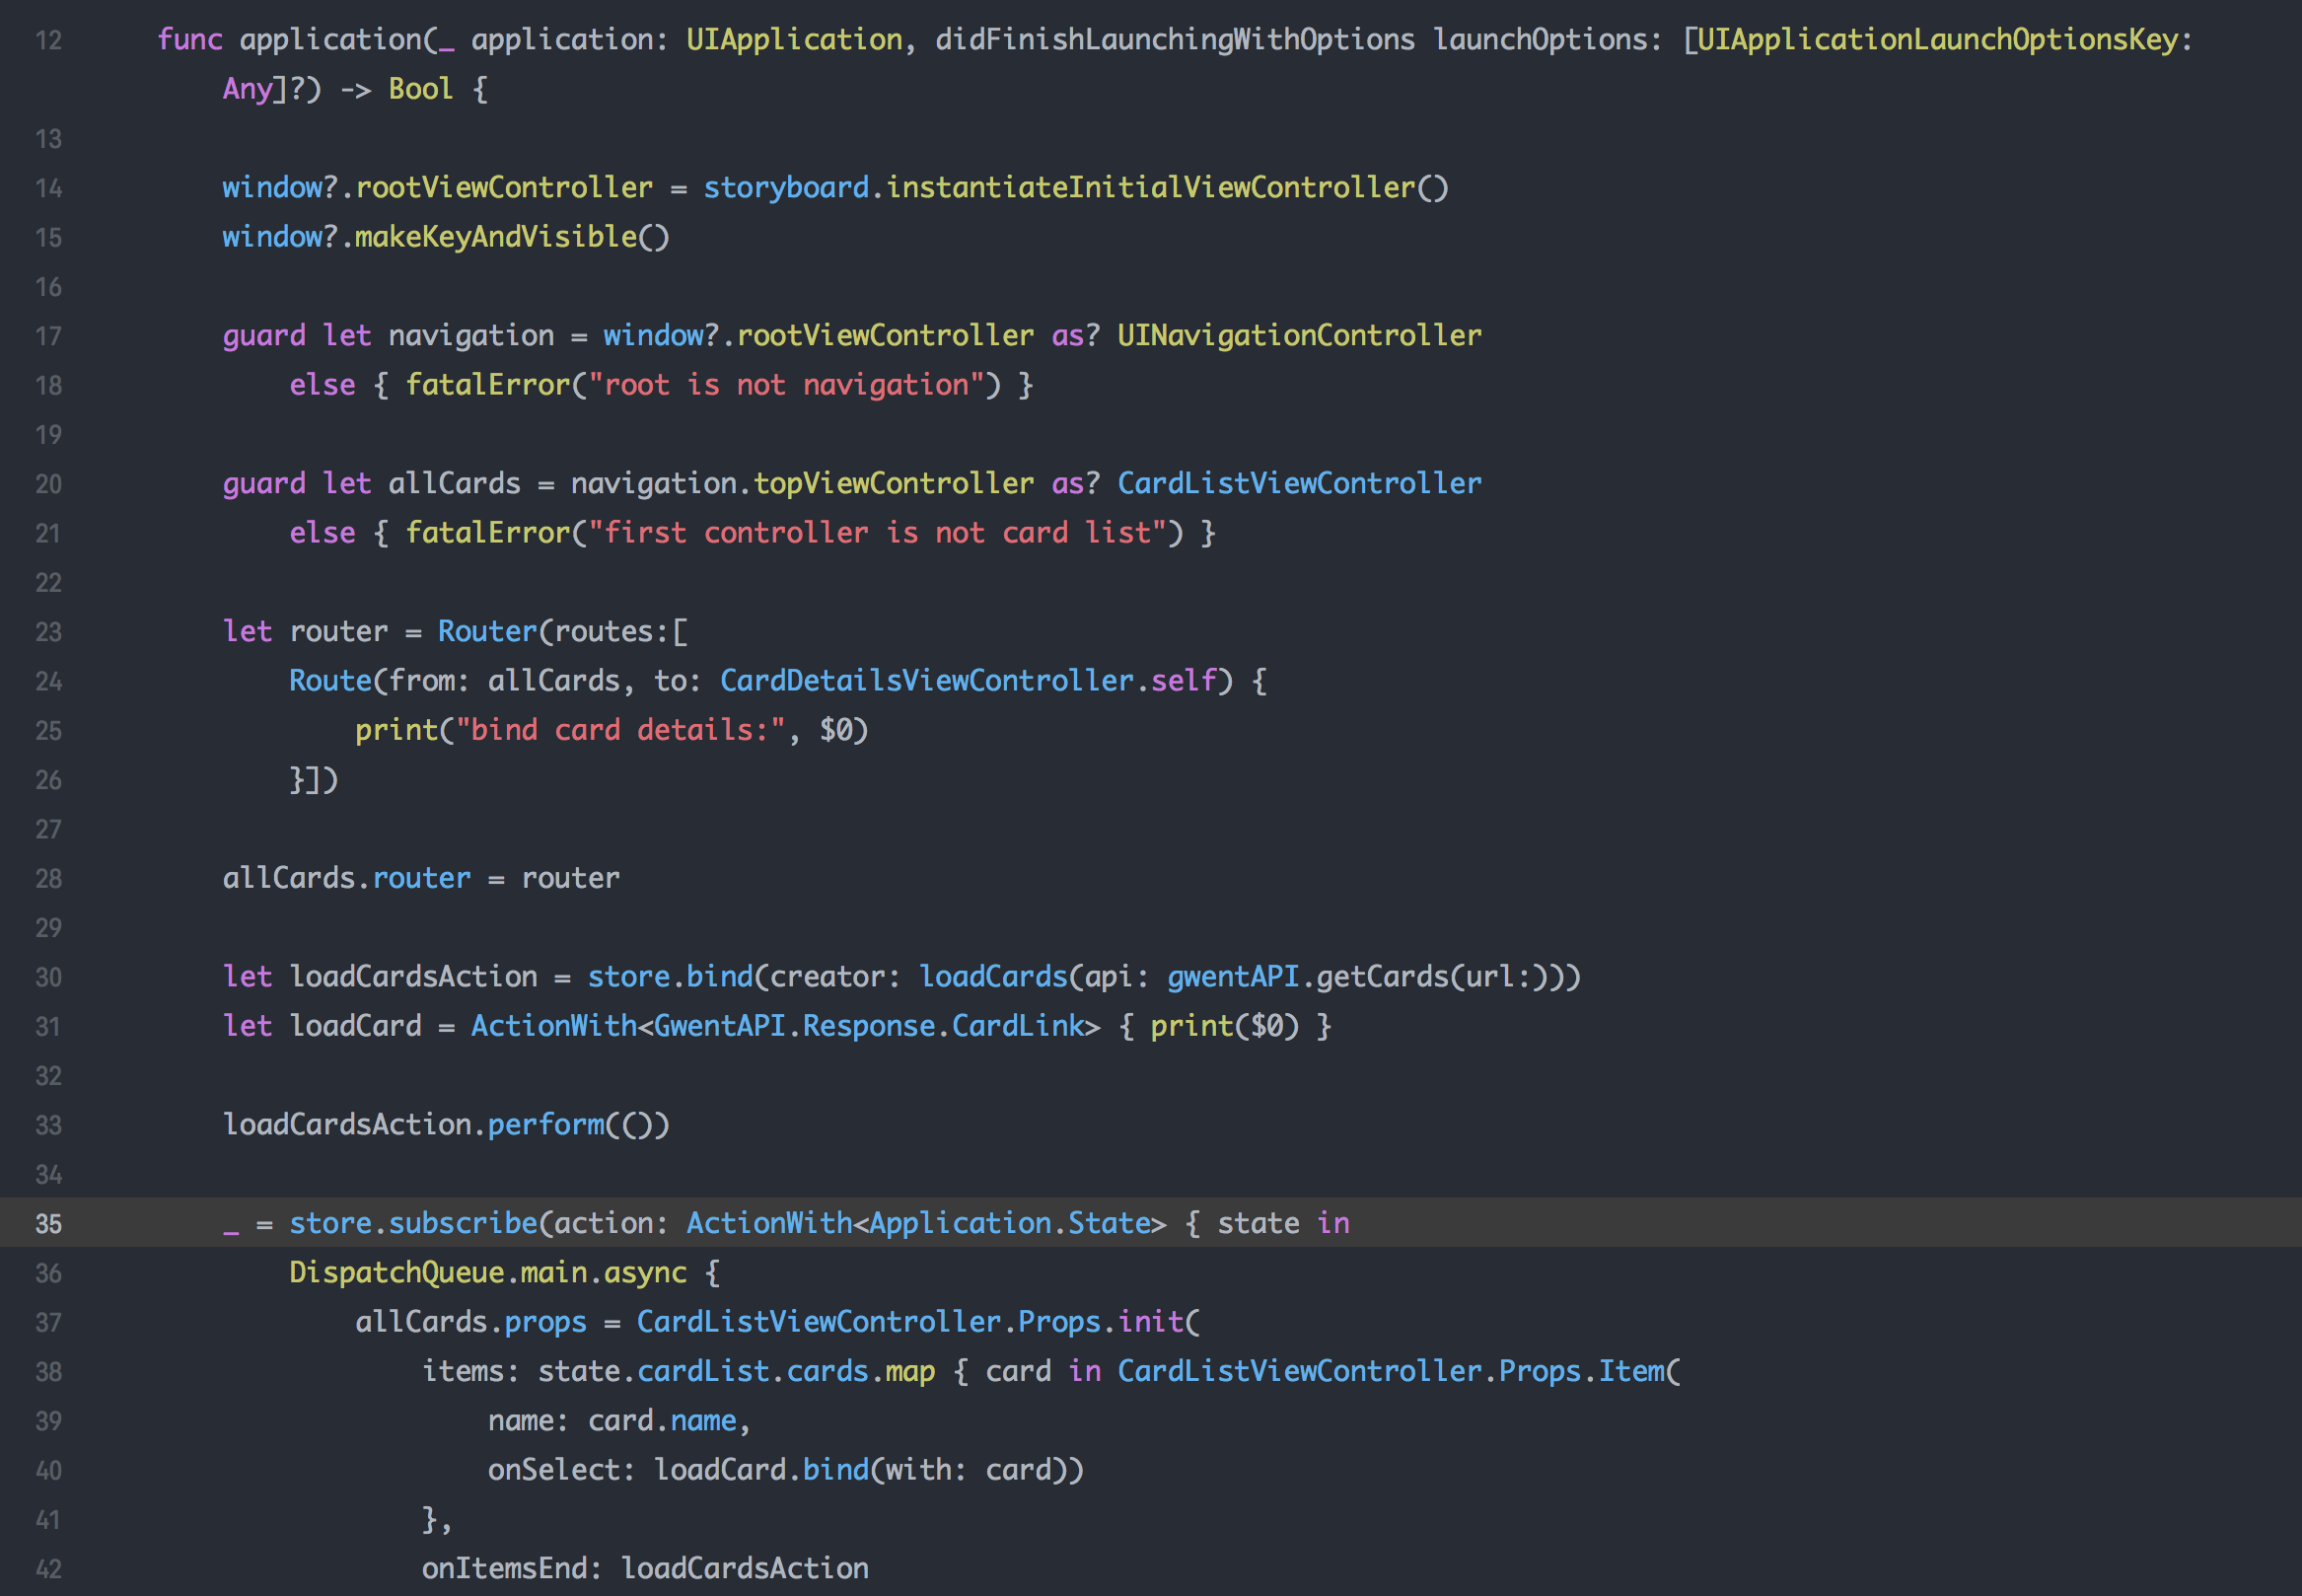 12 func application(_ application: UIApplication, didFinishLaunchingWithOptions launchOptions: [UIApplicationLaunchOptionsKey:
Any]?) -> Bool {
13
14 window?.rootViewController = storyboard.instantiateInitialViewController()
15 window?.makeKeyAndVisible()
16
17 guard let navigation = window?.rootViewController as? UINavigationController
18 else { fatalError("root is not navigation") }
19
20 guard let allCards = navigation.topViewController as? CardListViewController
21 else { fatalError("first controller is not card list") }
22
23 let router = Router(routes:[
24 Route(from: allCards, to: CardDetailsViewController.self) {
25 print("bind card details:", $0)
26 }])
27
28 allCards.router = router
29
30 let loadCardsAction = store.bind(creator: loadCards(api: gwentAPI.getCards(url:)))
31 let loadCard = ActionWith<GwentAPI.Response.CardLink> { print($0) }
32
33 loadCardsAction.perform(())
34
35 _ = store.subscribe(action: ActionWith<Application.State> { state in
36 DispatchQueue.main.async {
37 allCards.props = CardListViewController.Props.init(
38 items: state.cardList.cards.map { card in CardListViewController.Props.Item(
39 name: card.name,
40 onSelect: loadCard.bind(with: card))
41 },
42 onItemsEnd: loadCardsAction